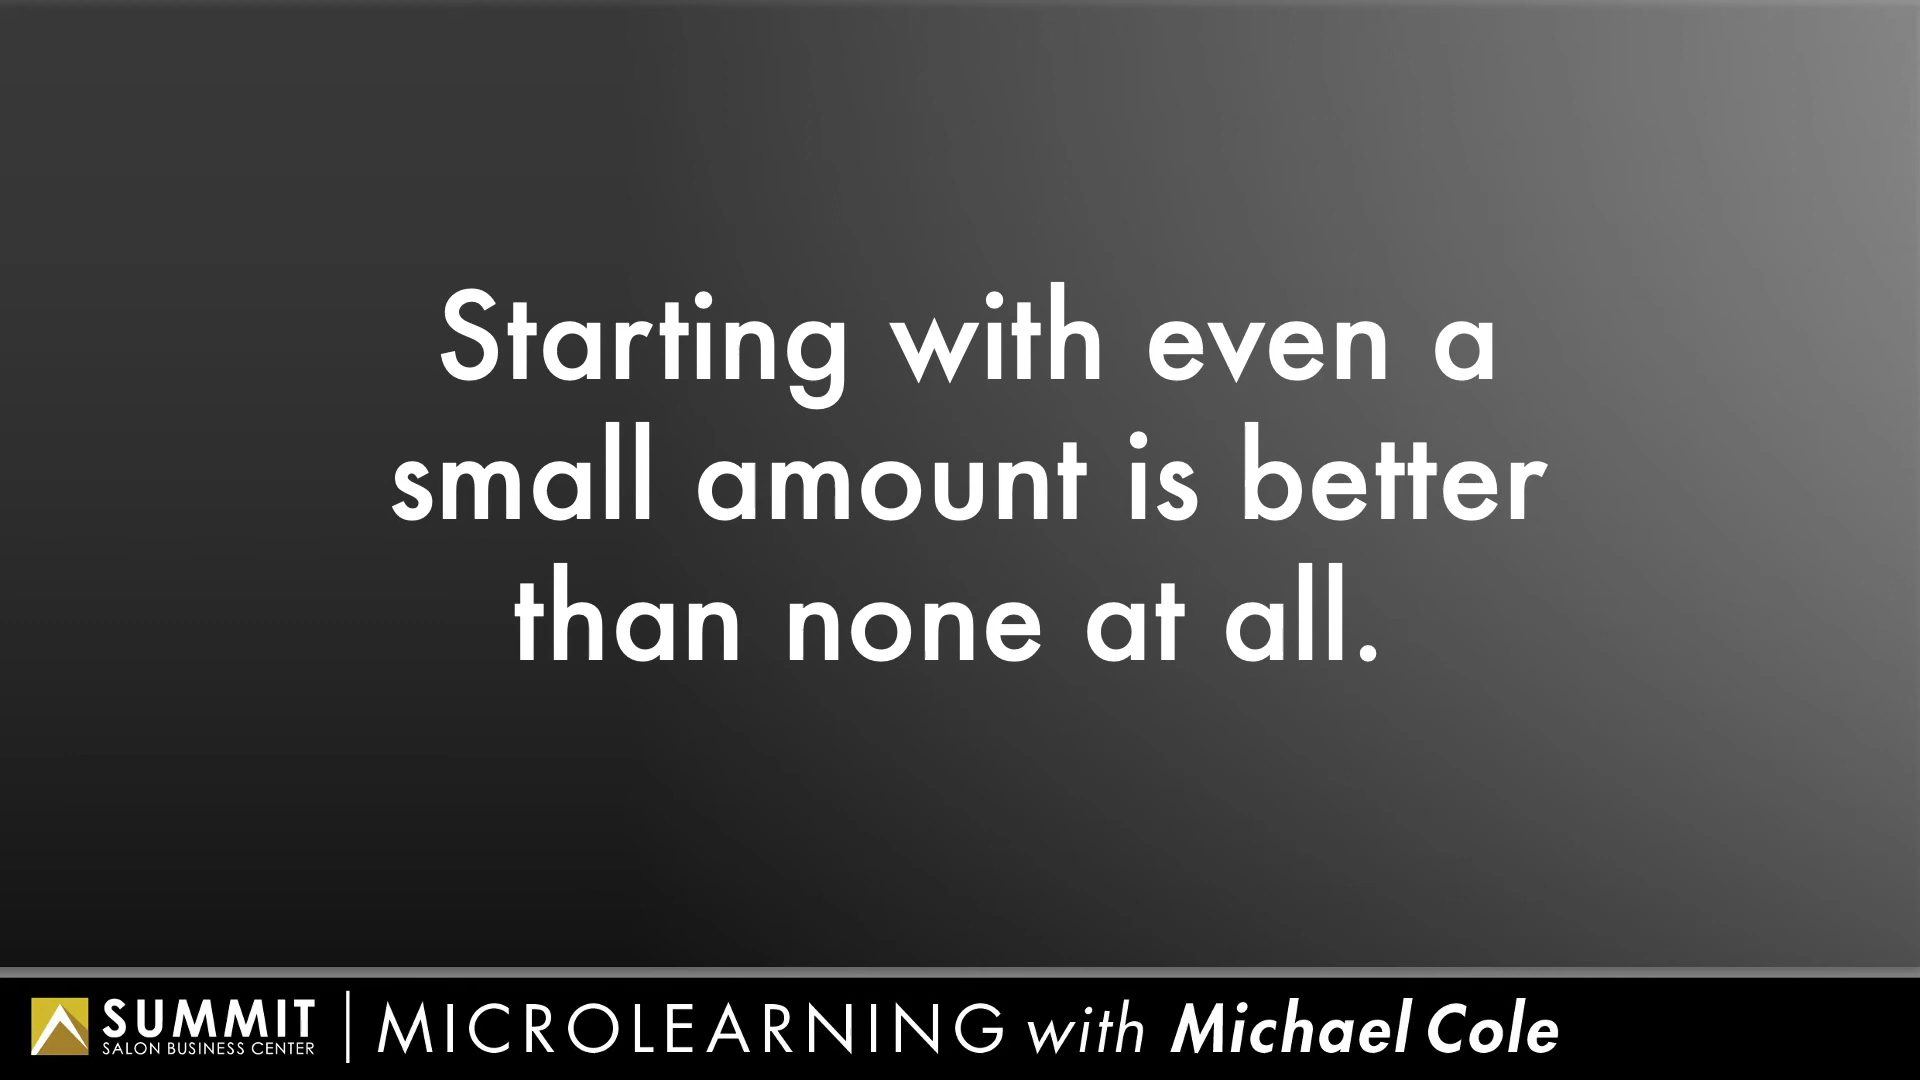 Starting with even a
small amount is better
than none at all.
SUMMIT
SALON BUSINESS CENTER
MICROLEARNING with Michael Cole